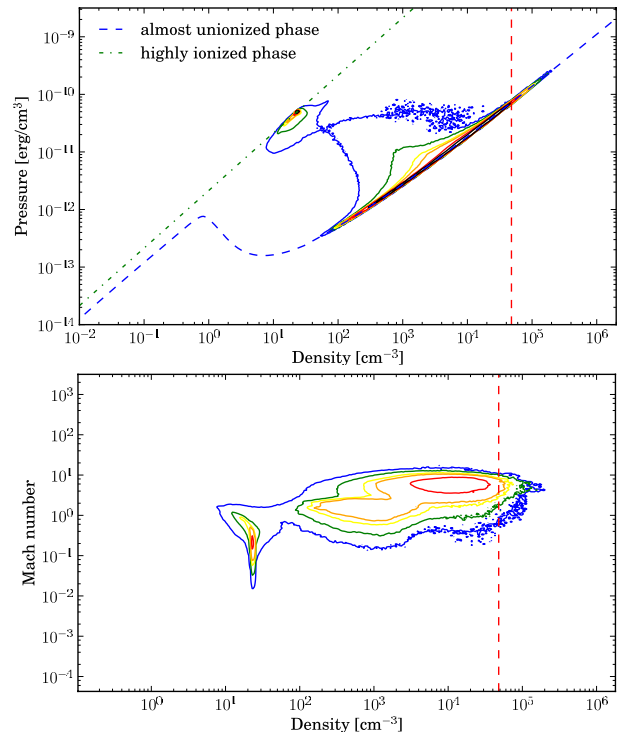 almost unionized phase
highly ionized phase
Pressure [erg/cm³]
10⁻⁹
10⁻¹⁰
10⁻¹¹
10⁻¹²
10⁻¹³
10⁻¹⁴
10⁻² 10⁻¹ 10⁰ 10¹ 10² 10³ 10⁴ 10⁵ 10⁶
Density [cm⁻³]
Mach number
10³
10²
10¹
10⁰
10⁻¹
10⁻²
10⁻³
10⁻⁴
10⁰ 10¹ 10² 10³ 10⁴ 10⁵ 10⁶
Density [cm⁻³]